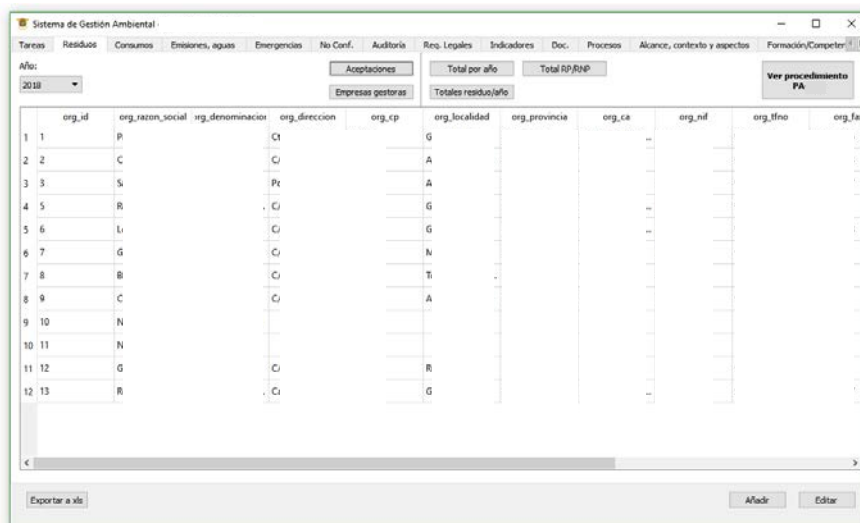 Sistema de Gestión Ambiental
Tareas Residuos Consumos Emisiones, aguas Emergencias No Conf. Auditoría Req. Legales Indicadores Doc. Procesos Alcance, contexto y aspectos Formación/Competer
Año:
2018
Aceptaciones Total por año Total RP/RNP
Empresas gestoras Totales residuo/año
Ver procedimiento
PA
org_id org_razon_social org_denominacion org_direccion org_cp org_localidad org_provincia org_ca org_nif org_tfno org_fa
1 1 P G ...
2 2 C C/ A
3 3 Sa Po A
4 5 R . C/ G ...
5 6 C/ G ...
6 7 G C/ M
7 8 B C/ T .
8 9 C C/ A
9 10 N
10 11 N
11 12 G C/ R
12 13 R . G ...
Exportar a xls Añadir Editar